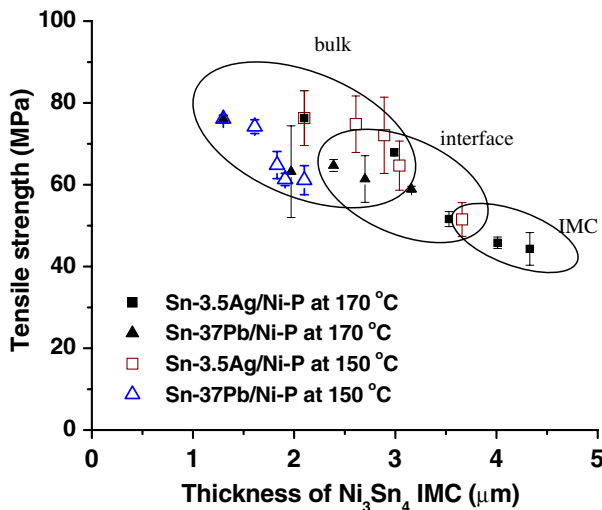 100
80
60
40
20
0
0
1
2
3
4
5
Tensile strength (MPa)
Thickness of Ni₃Sn₄ IMC (μm)
bulk
interface
IMC
Sn-3.5Ag/Ni-P at 170 °C
Sn-37Pb/Ni-P at 170 °C
Sn-3.5Ag/Ni-P at 150 °C
Sn-37Pb/Ni-P at 150 °C